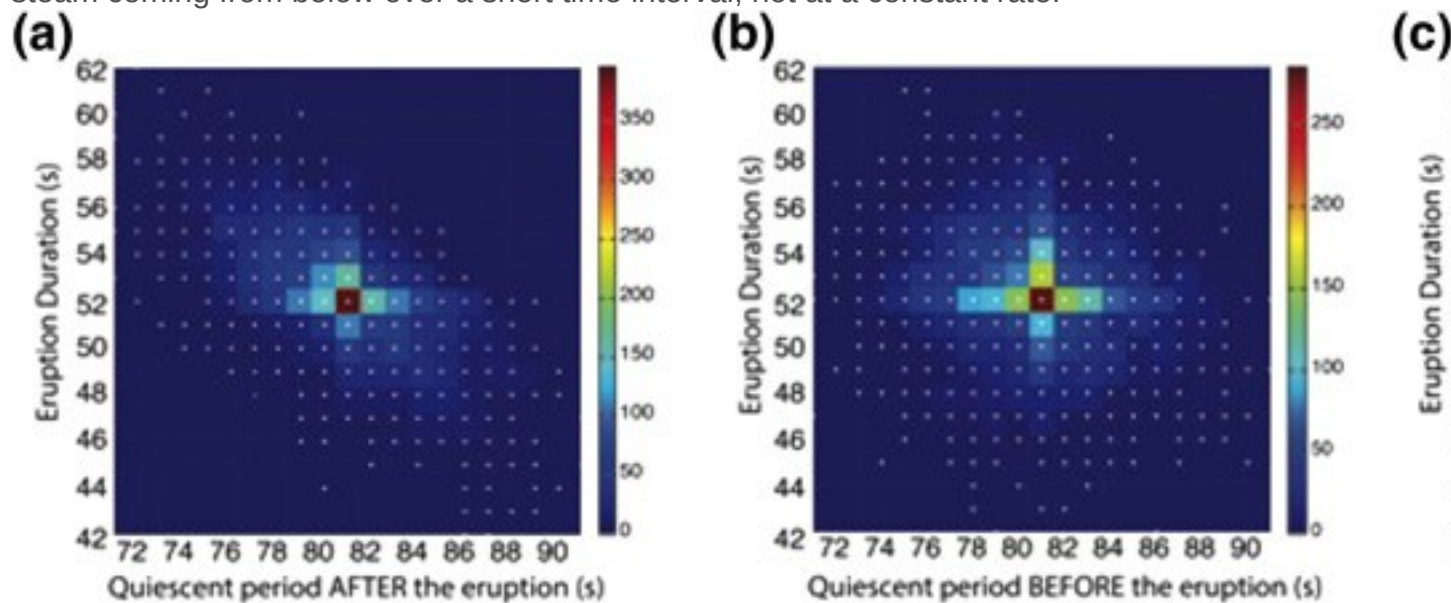 steam coming from below over a short time interval, not at a constant rate.
(a) (b) (c)
62 62
60 350 60
58 58 250
56 300 56
54 250 54 200
52 200 52 150
50 150 50
48 100 48 100
46 46
44 50 44 50
42 0 42 0
72 74 76 78 80 82 84 86 88 90 72 74 76 78 80 82 84 86 88 90
Eruption Duration (s) Eruption Duration (s) Eruption Duration (s)
Quiescent period AFTER the eruption (s) Quiescent period BEFORE the eruption (s)